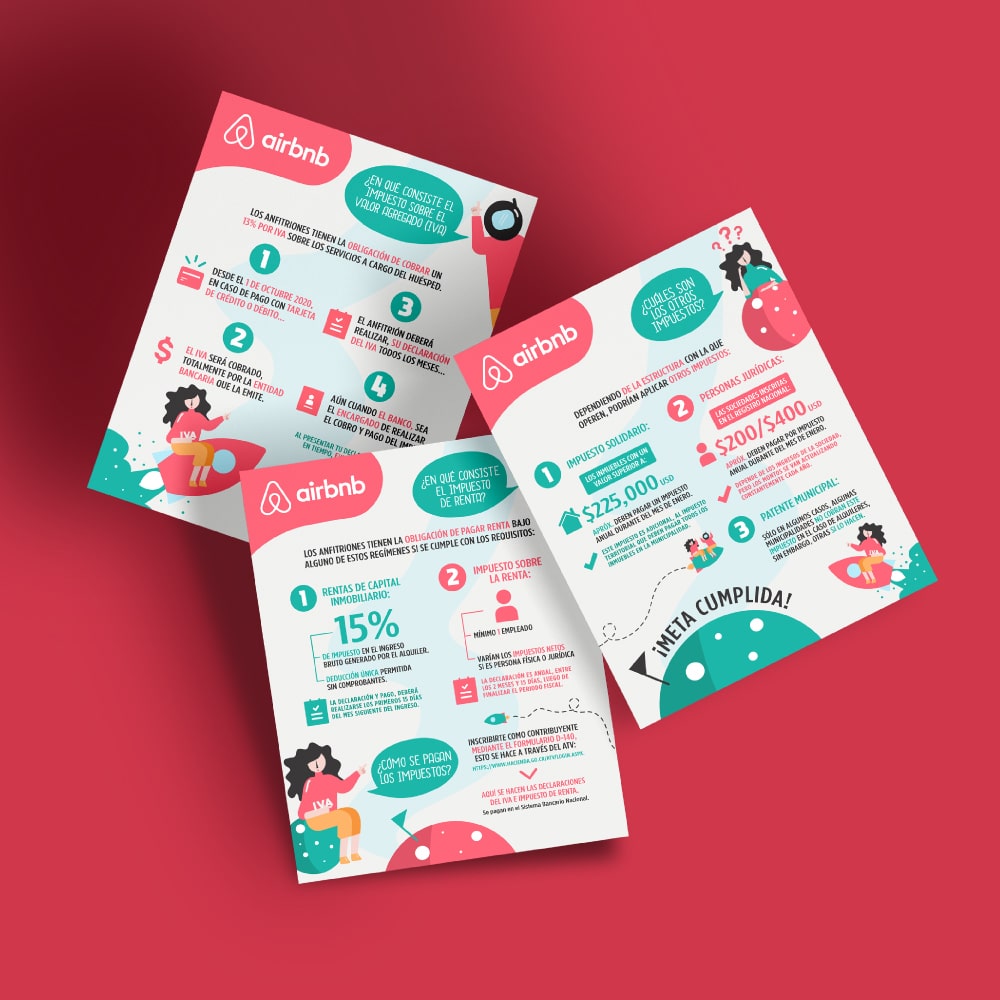 airbnb
¿EN QUÉ CONSISTE EL
IMPUESTO SOBRE EL
VALOR AGREGADO (IVA)
LOS ANFITRIONES TIENEN LA OBLIGACIÓN DE COBRAR UN
13% POR IVA SOBRE LOS SERVICIOS A CARGO DEL HUÉSPED.
1
DESDE EL 1 DE OCTUBRE 2020,
EN CASO DE PAGO CON TARJETA
DE CRÉDITO O DÉBITO...
2
$
EL IVA SERÁ COBRADO,
TOTALMENTE POR LA ENTIDAD
BANCARIA QUE LA EMITE.
3
EL ANFITRIÓN DEBERÁ
REALIZAR, SU DECLARACIÓN
DEL IVA TODOS LOS MESES...
4
AÚN CUANDO EL BANCO, SEA
EL ENCARGADO DE REALIZAR
EL COBRO Y PAGO DEL
AL PRESENTAR TU
EN TIEMPO,
IVA
airbnb
¿EN QUÉ CONSISTE
EL IMPUESTO
DE RENTA?
LOS ANFITRIONES TIENEN LA OBLIGACIÓN DE PAGAR RENTA BAJO
ALGUNO DE ESTOS REGÍMENES SI SE CUMPLE CON LOS REQUISITOS:
1
RENTAS DE CAPITAL
INMOBILIARIO:
15%
DE IMPUESTO EN EL INGRESO
BRUTO GENERADO POR EL ALQUILER.
DEDUCCIÓN ÚNICA PERMITIDA
SIN COMPROBANTES.
LA DECLARACIÓN Y PAGO, DEBERÁ
REALIZARSE LOS PRIMEROS 15 DÍAS
DEL MES SIGUIENTE DEL INGRESO.
2
IMPUESTO SOBRE
LA RENTA:
MÍNIMO 1 EMPLEADO
VARÍAN LOS IMPUESTOS NETOS
SI ES PERSONA FÍSICA O JURÍDICA
LA DECLARACIÓN ES ANUAL, ENTRE
LOS 2 MESES Y 15 DÍAS, LUEGO DE
FINALIZAR EL PERIODO FISCAL.
¿CÓMO SE PAGAN
LOS IMPUESTOS?
IVA
INSCRIBIRTE COMO CONTRIBUYENTE
MEDIANTE EL FORMULARIO D-140,
ESTO SE HACE A TRAVÉS DEL ATV:
HTTPS://WWW.HACIENDA.GO.CR/ATV/LOGIN.ASPX.
AQUÍ SE HACEN LAS DECLARACIONES
DEL IVA E IMPUESTO DE RENTA.
Se pagan en el Sistema Bancario Nacional.
airbnb
¿CUÁLES SON
LOS OTROS
IMPUESTOS?
???
DEPENDIENDO DE LA ESTRUCTURA CON LA QUE
OPEREN, PODRÍAN APLICAR OTROS IMPUESTOS:
1
IMPUESTO SOLIDARIO:
LOS INMUEBLES CON UN
VALOR SUPERIOR A:
$225,000 USD
APRÓX. DEBEN PAGAR UN IMPUESTO
ANUAL DURANTE DEL MES DE ENERO.
ESTE IMPUESTO ES ADICIONAL, AL IMPUESTO
TERRITORIAL QUE DEBEN PAGAR TODOS LOS
INMUEBLES EN LA MUNICIPALIDAD.
2
PERSONAS JURÍDICAS:
LAS SOCIEDADES INSCRITAS
EN EL REGISTRO NACIONAL.
$200/$400 USD
APRÓX. DEBEN PAGAR POR IMPUESTO
ANUAL DURANTE DEL MES DE ENERO.
DEPENDE DE LOS INGRESOS DE LA SOCIEDAD,
PERO LOS MONTOS SE VAN ACTUALIZANDO
CONSTANTEMENTE CADA AÑO.
3
PATENTE MUNICIPAL:
SÓLO EN ALGUNOS CASOS, ALGUNAS
MUNICIPALIDADES NO COBRAN ESTE
IMPUESTO EN EL CASO DE ALQUILERES,
SIN EMBARGO, OTRAS SÍ LO HACEN.
IVA
¡META CUMPLIDA!